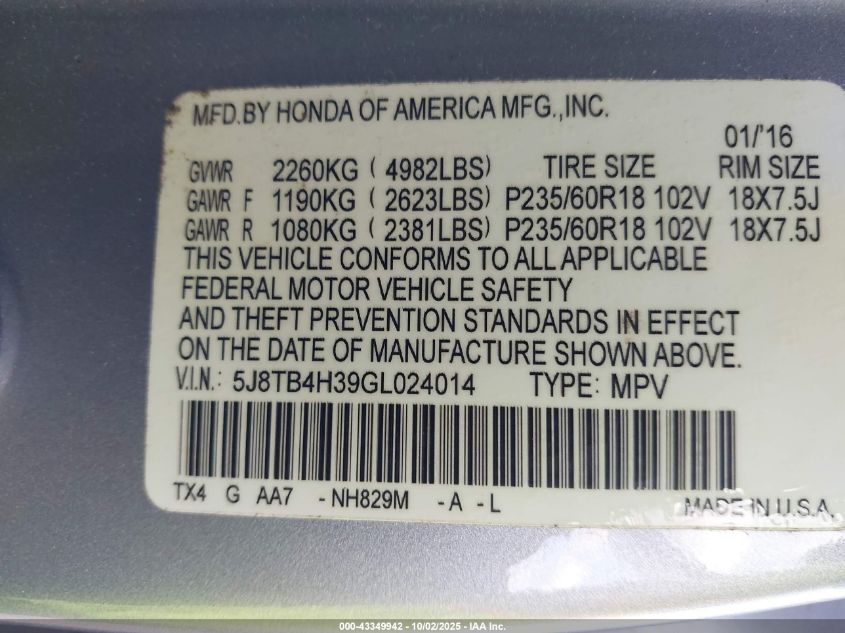 MFD.BY HONDA OF AMERICA MFG.,INC.
01/'16
GVWR 2260KG ( 4982LBS) TIRE SIZE RIM SIZE
GAWR F 1190KG ( 2623LBS) P235/60R18 102V 18X7.5J
GAWR R 1080KG ( 2381LBS) P235/60R18 102V 18X7.5J
THIS VEHICLE CONFORMS TO ALL APPLICABLE
FEDERAL MOTOR VEHICLE SAFETY
AND THEFT PREVENTION STANDARDS IN EFFECT
ON THE DATE OF MANUFACTURE SHOWN ABOVE.
V.I.N.: 5J8TB4H39GL024014 TYPE: MPV
TX4 G AA7 -NH829M -A -L MADE IN U.S.A.
000-43349942 - 10/02/2025 - IAA Inc.